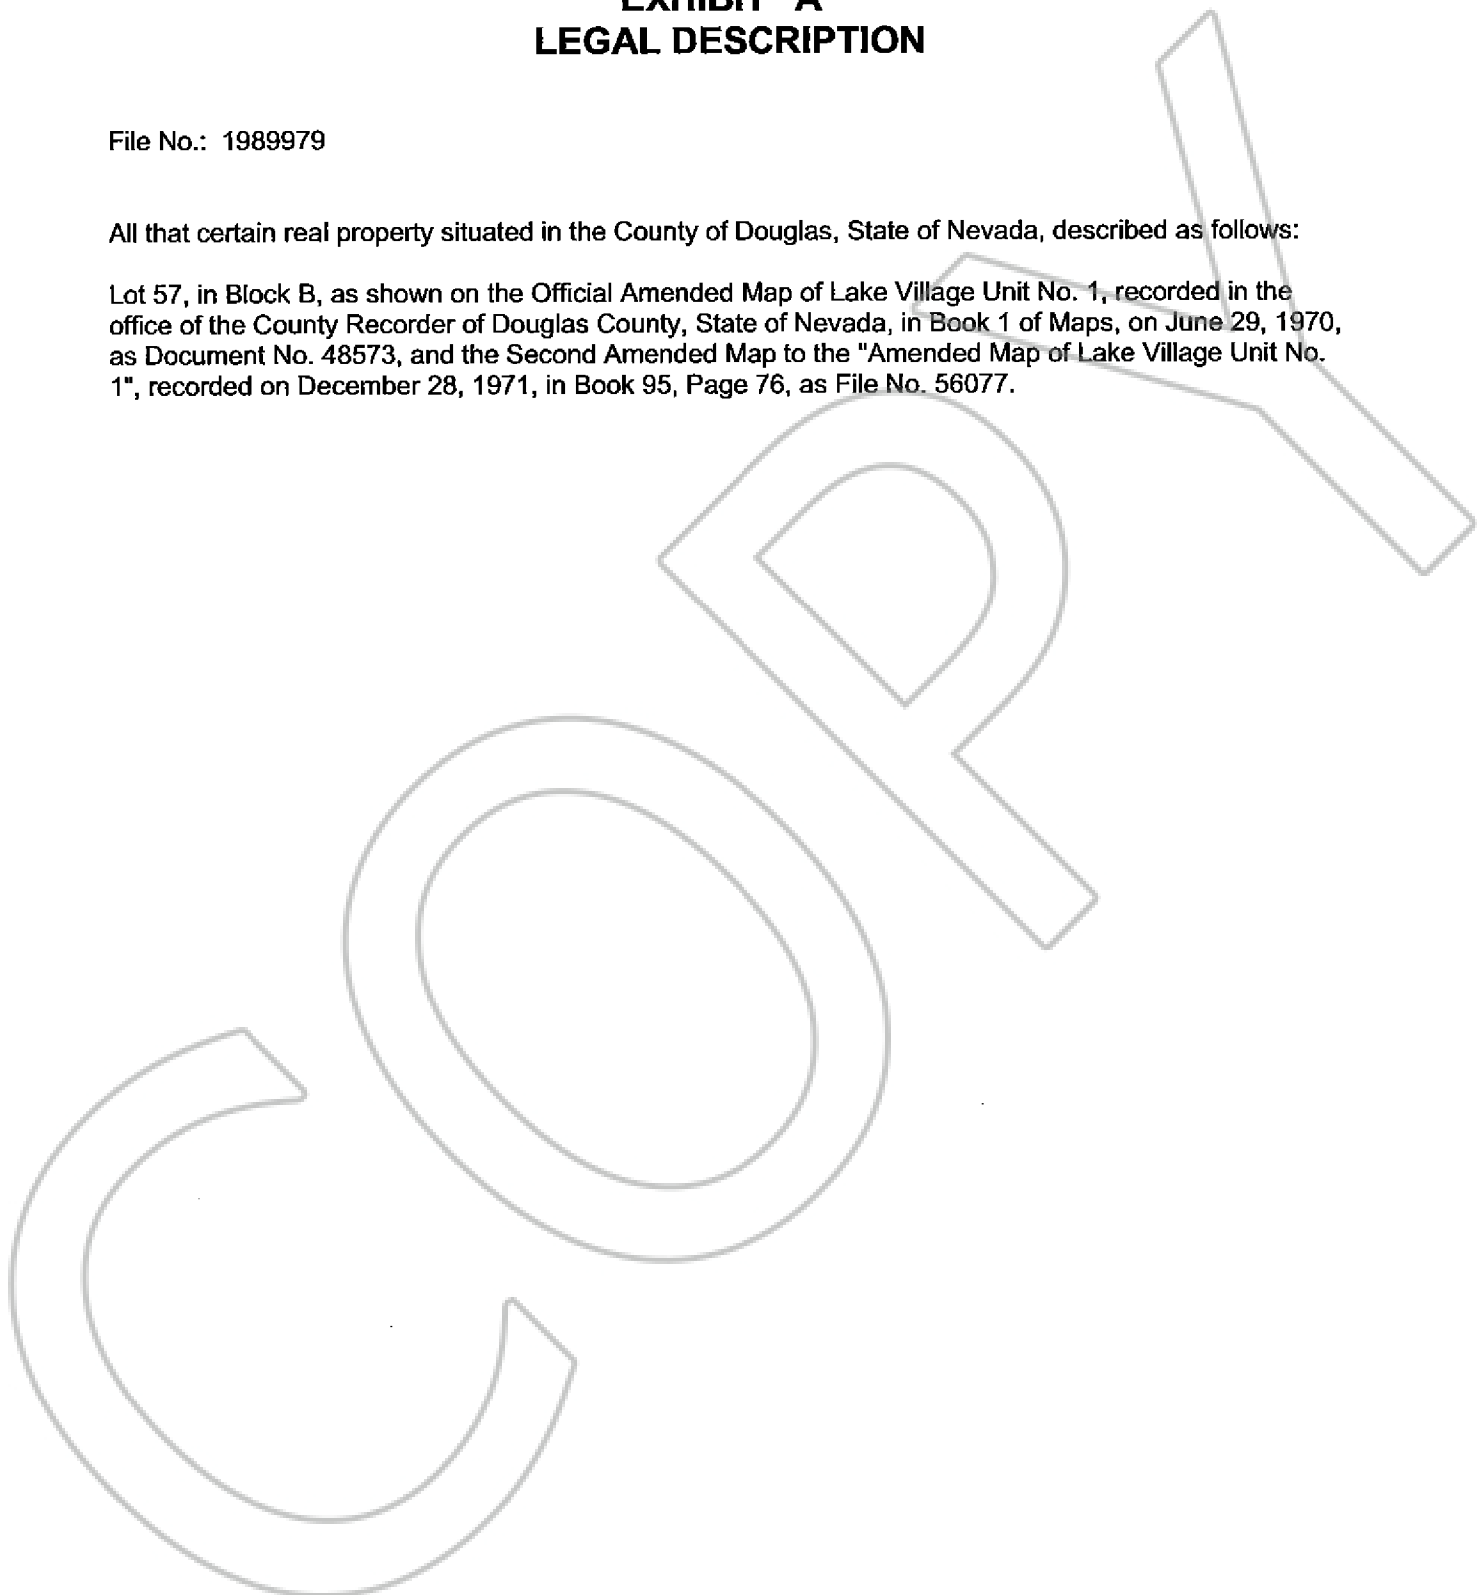 EXHIBIT "A"
LEGAL DESCRIPTION
File No.: 1989979
All that certain real property situated in the County of Douglas, State of Nevada, described as follows:
Lot 57, in Block B, as shown on the Official Amended Map of Lake Village Unit No. 1, recorded in the
office of the County Recorder of Douglas County, State of Nevada, in Book 1 of Maps, on June 29, 1970,
as Document No. 48573, and the Second Amended Map to the "Amended Map of Lake Village Unit No.
1", recorded on December 28, 1971, in Book 95, Page 76, as File No. 56077.
COPY